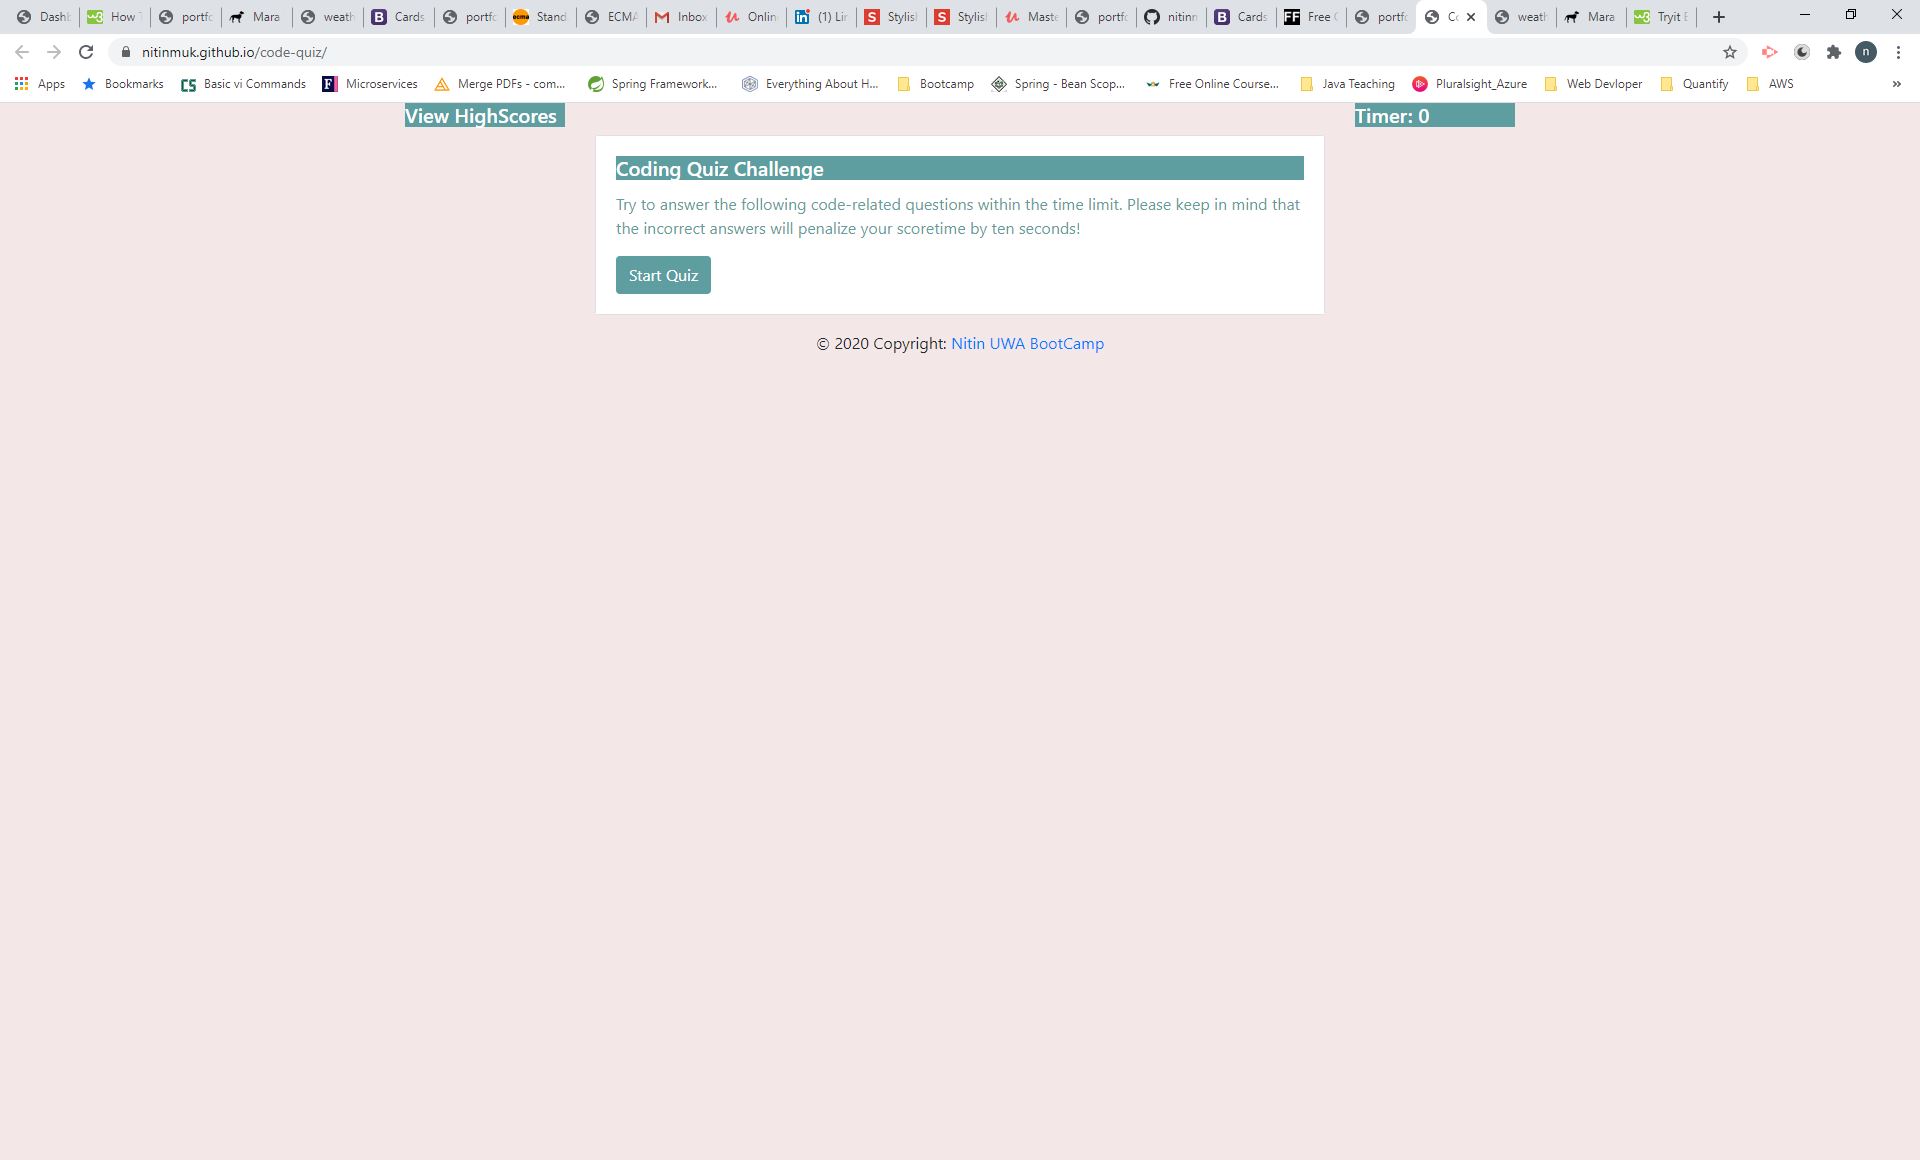 Dashb How T portfo Mara weath Cards portfo Stand ECMA Inbox Online (1) Lin Stylish Stylish Maste portfo nitinm Cards Free C portfo Co weath Mara Tryit E
nitinmuk.github.io/code-quiz/ n
Apps Bookmarks Basic vi Commands Microservices Merge PDFs - com... Spring Framework... Everything About H... Bootcamp Spring - Bean Scop... Free Online Course... Java Teaching Pluralsight_Azure Web Devloper Quantify AWS »
View HighScores Timer: 0
Coding Quiz Challenge
Try to answer the following code-related questions within the time limit. Please keep in mind that
the incorrect answers will penalize your scoretime by ten seconds!
Start Quiz
© 2020 Copyright: Nitin UWA BootCamp